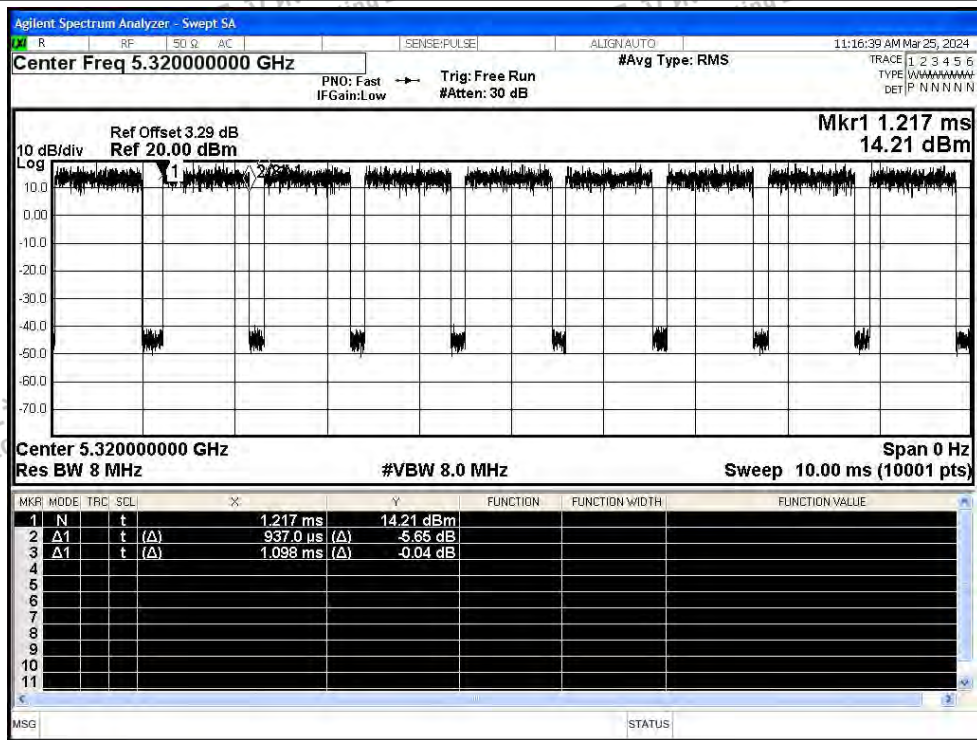 Agilent Spectrum Analyzer - Swept SA
LXI R RF 50 Ω AC SENSE:PULSE ALIGN AUTO 11:16:39 AM Mar 25, 2024
Center Freq 5.320000000 GHz #Avg Type: RMS TRACE 1 2 3 4 5 6
PNO: Fast Trig: Free Run TYPE WWWWWW
IFGain:Low #Atten: 30 dB DET P N N N N N
Mkr1 1.217 ms
Ref Offset 3.29 dB
10 dB/div Ref 20.00 dBm 14.21 dBm
Log
1
10.0
0.00
-10.0
-20.0
-30.0
-40.0
-50.0
-60.0
-70.0
Center 5.320000000 GHz Span 0 Hz
Res BW 8 MHz #VBW 8.0 MHz Sweep 10.00 ms (10001 pts)
MKR MODE TRC SCL X Y FUNCTION FUNCTION WIDTH FUNCTION VALUE
1 N t 1.217 ms 14.21 dBm
2 Δ1 t (Δ) 937.0 µs (Δ) -5.65 dB
3 Δ1 t (Δ) 1.098 ms (Δ) -0.04 dB
4
5
6
7
8
9
10
11
MSG STATUS